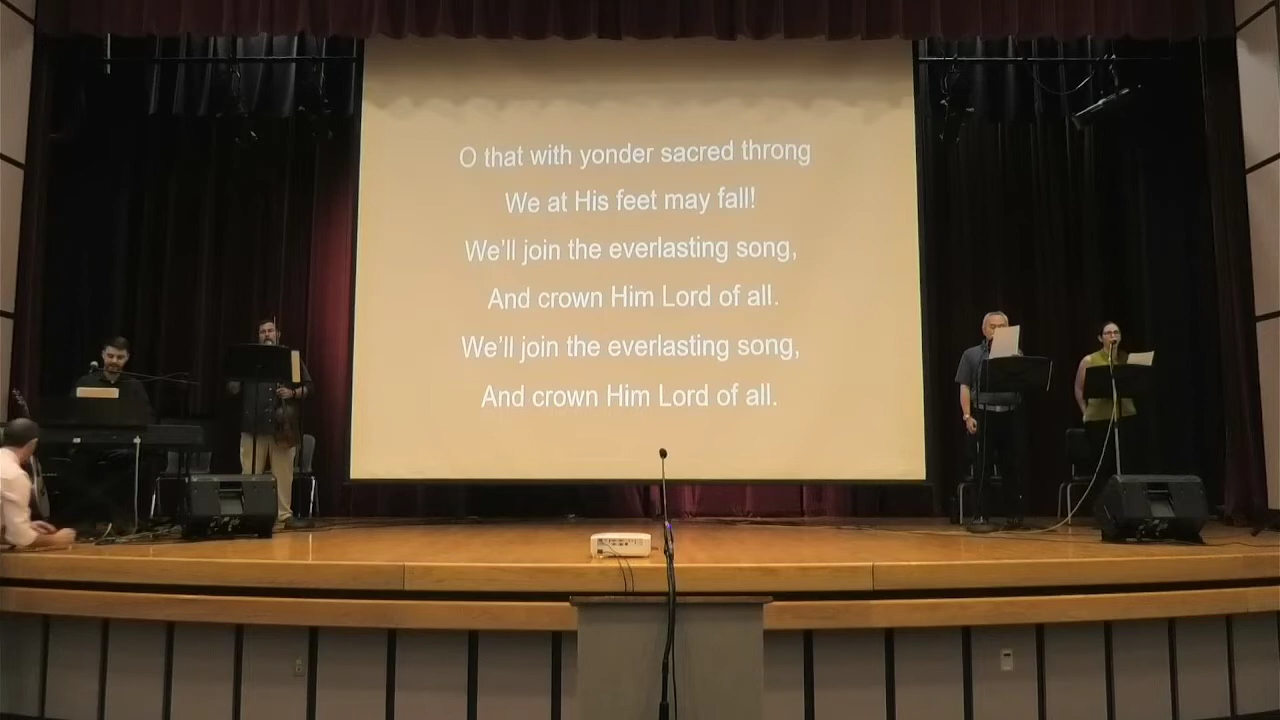 O that with yonder sacred throng
We at His feet may fall!
We'll join the everlasting song,
And crown Him Lord of all.
We'll join the everlasting song,
And crown Him Lord of all.